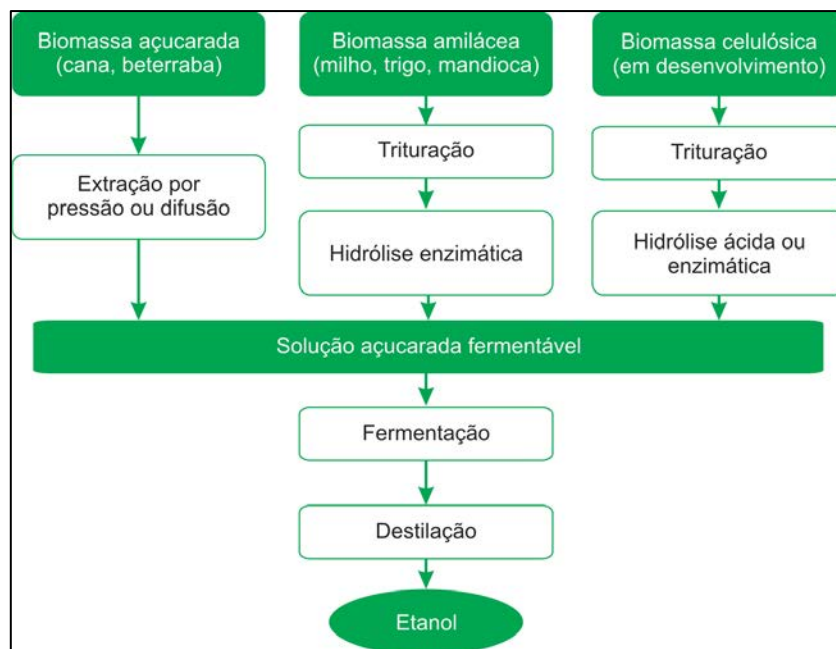 Biomassa açucarada
(cana, beterraba)
Biomassa amilácea
(milho, trigo, mandioca)
Biomassa celulósica
(em desenvolvimento)
Extração por
pressão ou difusão
Trituração
Trituração
Hidrólise enzimática
Hidrólise ácida ou
enzimática
Solução açucarada fermentável
Fermentação
Destilação
Etanol